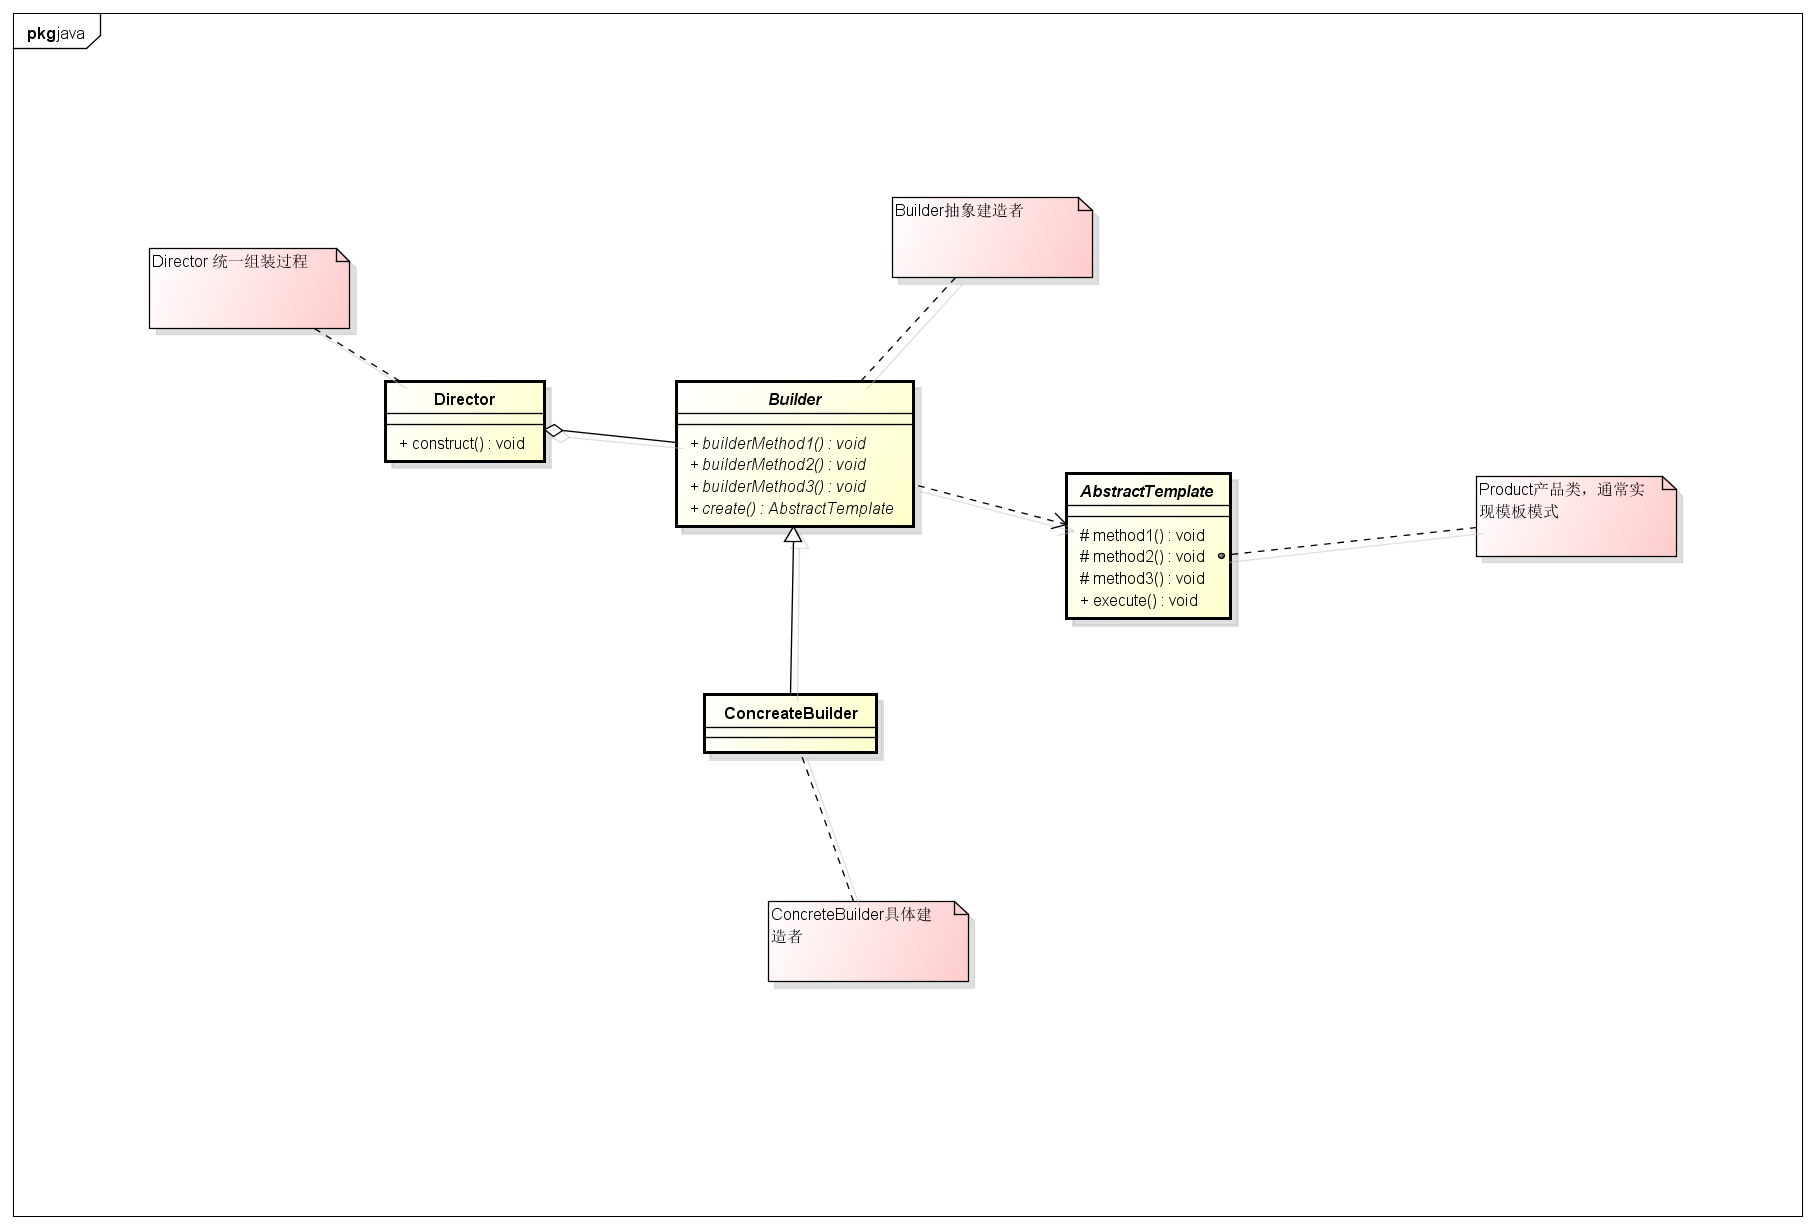 pkgjava
Builder抽象建造者
Director 统一组装过程
Director
+ construct() : void
Builder
+ builderMethod1() : void
+ builderMethod2() : void
+ builderMethod3() : void
+ create() : AbstractTemplate
AbstractTemplate
# method1() : void
# method2() : void
# method3() : void
+ execute() : void
Product产品类，通常实
现模板模式
ConcreateBuilder
ConcreteBuilder具体建
造者